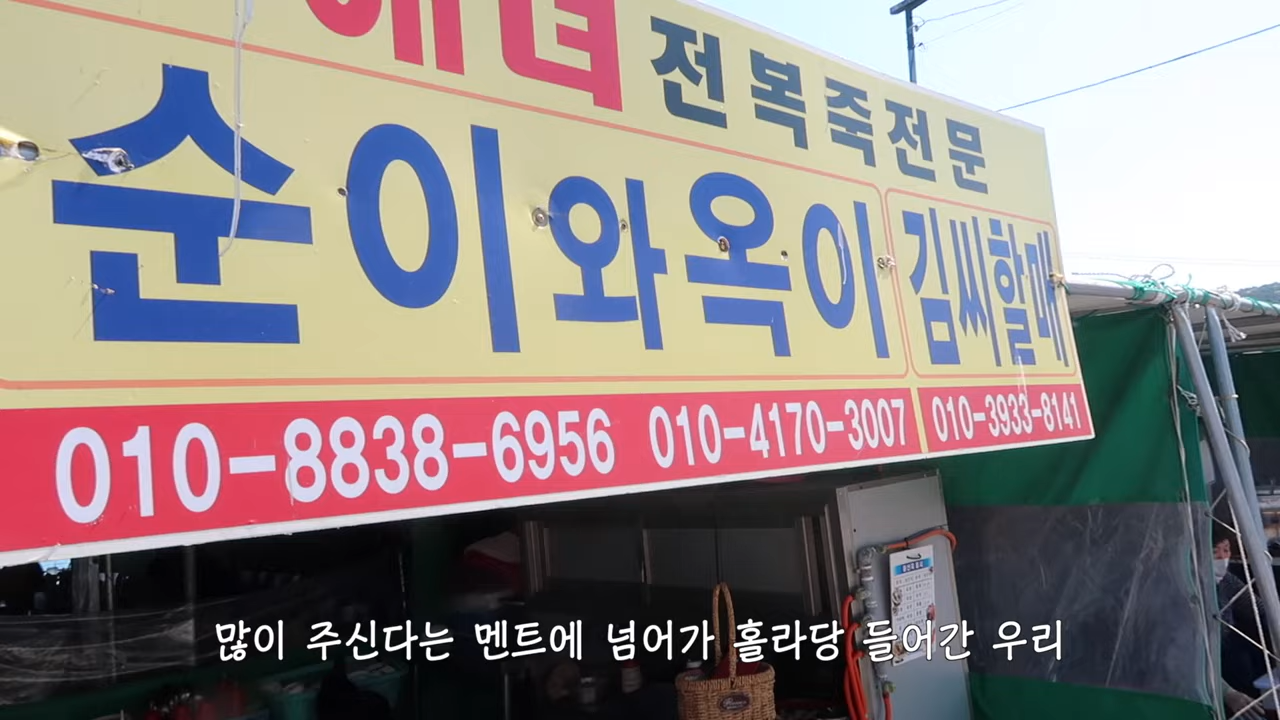 해녀 전복죽전문
순이와옥이 김씨할매
010-8838-6956 010-4170-3007 010-3933-8141
많이 주신다는 멘트에 넘어가 홀라당 들어간 우리